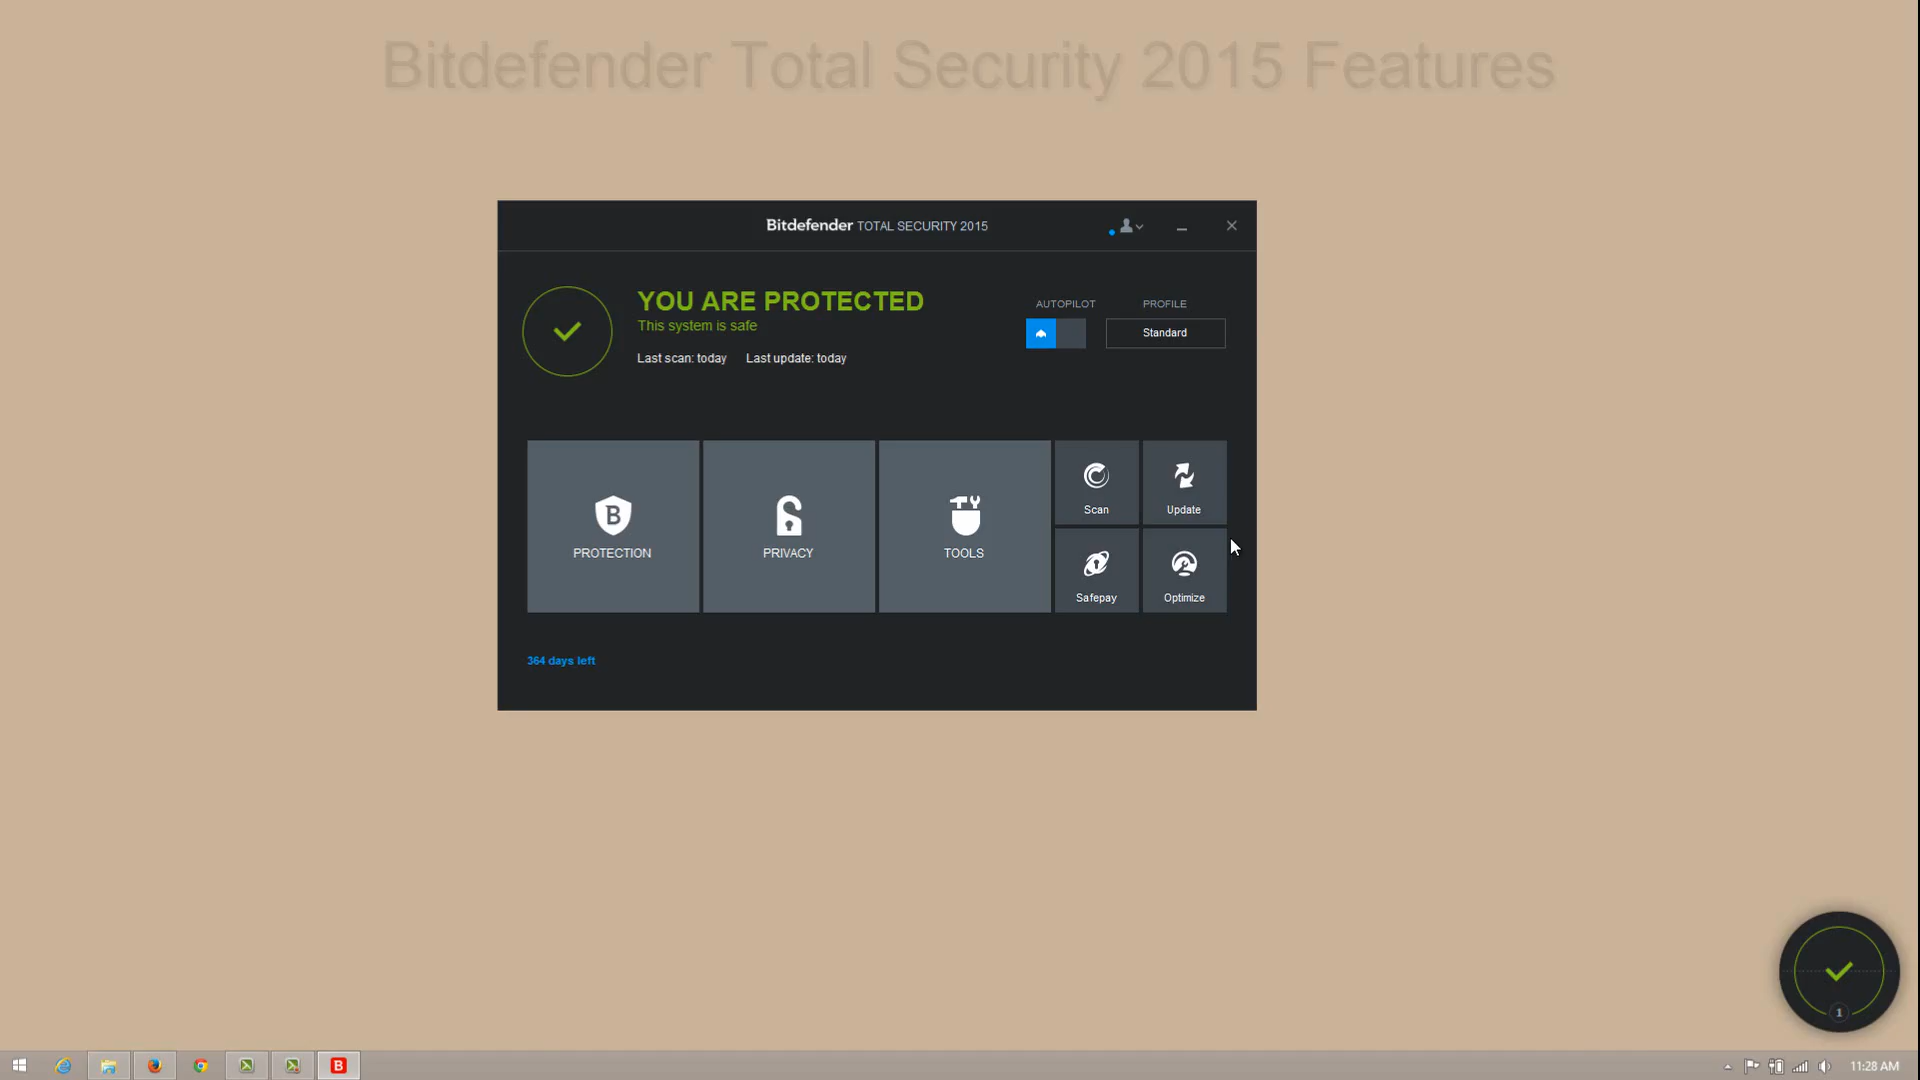 Bitdefender Total Security 2015 Features
Bitdefender TOTAL SECURITY 2015
YOU ARE PROTECTED
This system is safe
Last scan: today Last update: today
AUTOPILOT PROFILE
Standard
B
PROTECTION
PRIVACY
TOOLS
Scan
Update
Safepay
Optimize
364 days left
1
B
11:28 AM